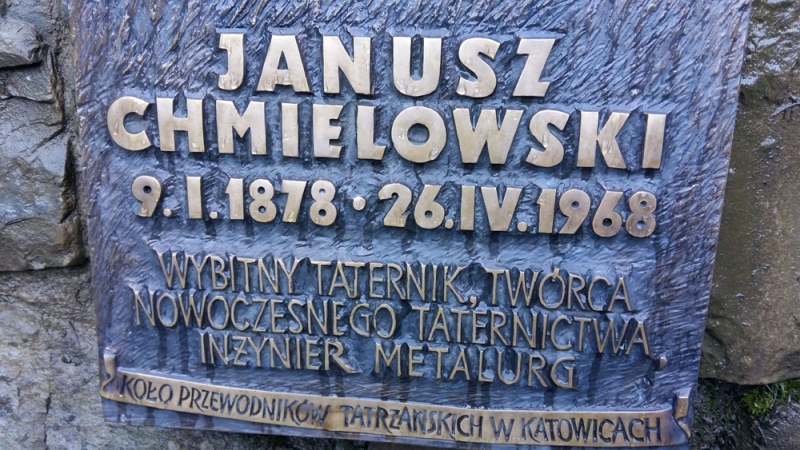 JANUSZ
CHMIELOWSKI
9.I.1878 · 26.IV.1968
WYBITNY TATERNIK, TWÓRCA
NOWOCZESNEGO TATERNICTWA,
INŻYNIER METALURG
KOŁO PRZEWODNIKÓW TATRZAŃSKICH W KATOWICACH